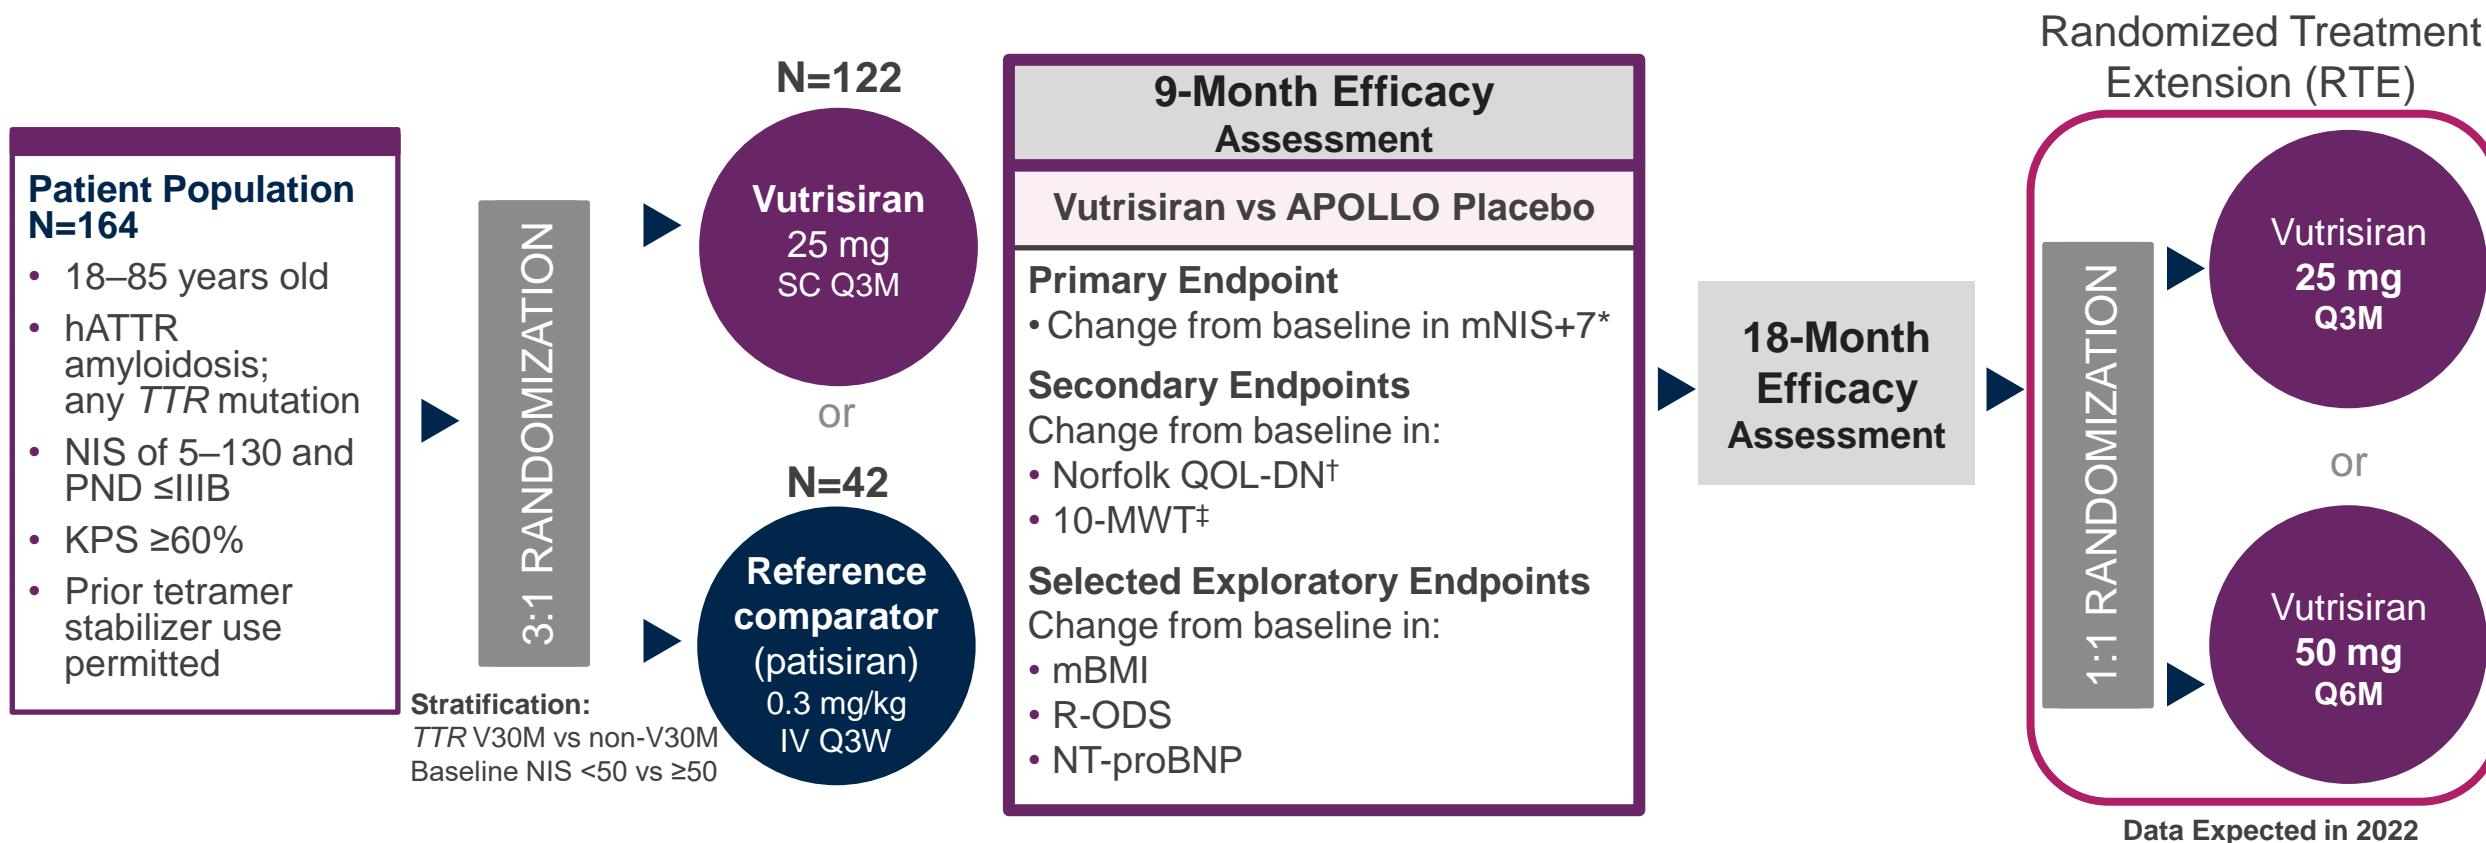 Patient Population
N=164
• 18–85 years old
• hATTR
amyloidosis;
any TTR mutation
• NIS of 5–130 and
PND ≤IIIB
• KPS ≥60%
• Prior tetramer
stabilizer use
permitted
3:1 RANDOMIZATION
Stratification:
TTR V30M vs non-V30M
Baseline NIS <50 vs ≥50
N=122
Vutrisiran
25 mg
SC Q3M
or
N=42
Reference
comparator
(patisiran)
0.3 mg/kg
IV Q3W
9-Month Efficacy
Assessment
Vutrisiran vs APOLLO Placebo
Primary Endpoint
• Change from baseline in mNIS+7*
Secondary Endpoints
Change from baseline in:
• Norfolk QOL-DN†
• 10-MWT‡
Selected Exploratory Endpoints
Change from baseline in:
• mBMI
• R-ODS
• NT-proBNP
18-Month
Efficacy
Assessment
Randomized Treatment
Extension (RTE)
1:1 RANDOMIZATION
Vutrisiran
25 mg
Q3M
or
Vutrisiran
50 mg
Q6M
Data Expected in 2022